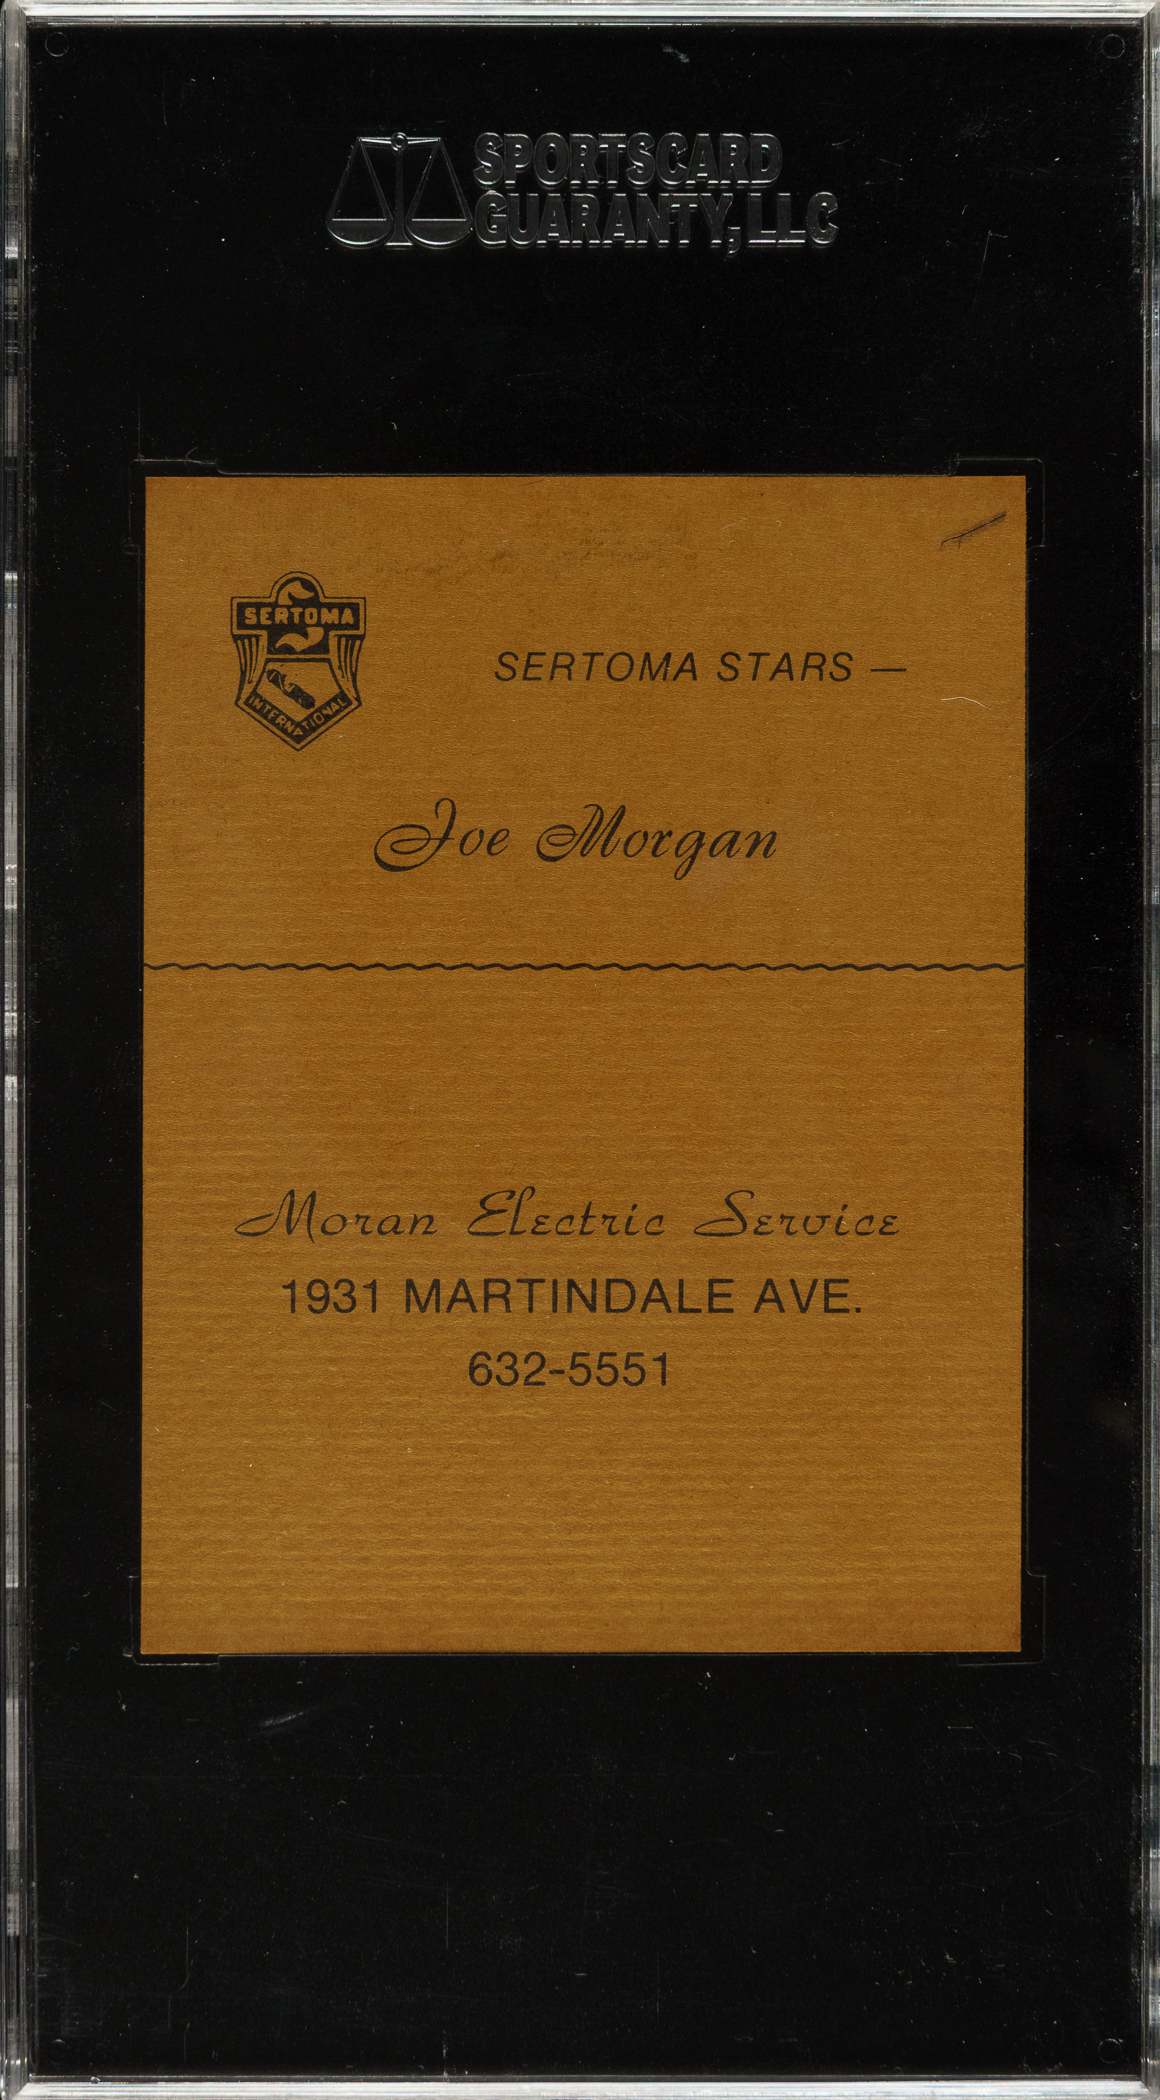 SPORTSCARD
GUARANTY, LLC
SERTOMA
INTERNATIONAL
SERTOMA STARS —
Joe Morgan
Moran Electric Service
1931 MARTINDALE AVE.
632-5551